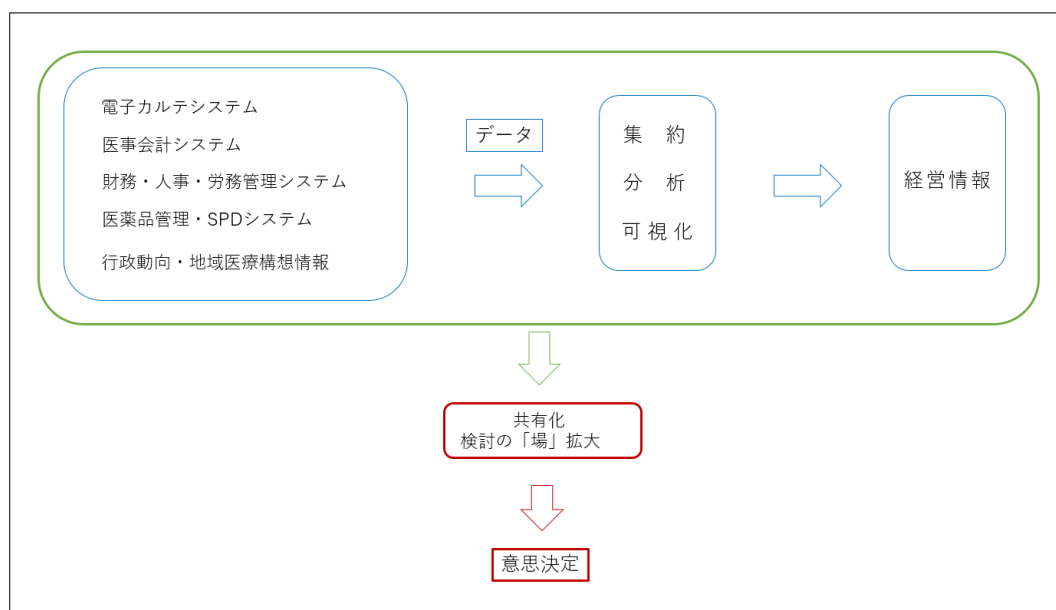 電子カルテシステム
医事会計システム
財務・人事・労務管理システム
医薬品管理・SPDシステム
行政動向・地域医療構想情報
データ
集　約
分　析
可 視 化
経営情報
共有化
検討の「場」拡大
意思決定